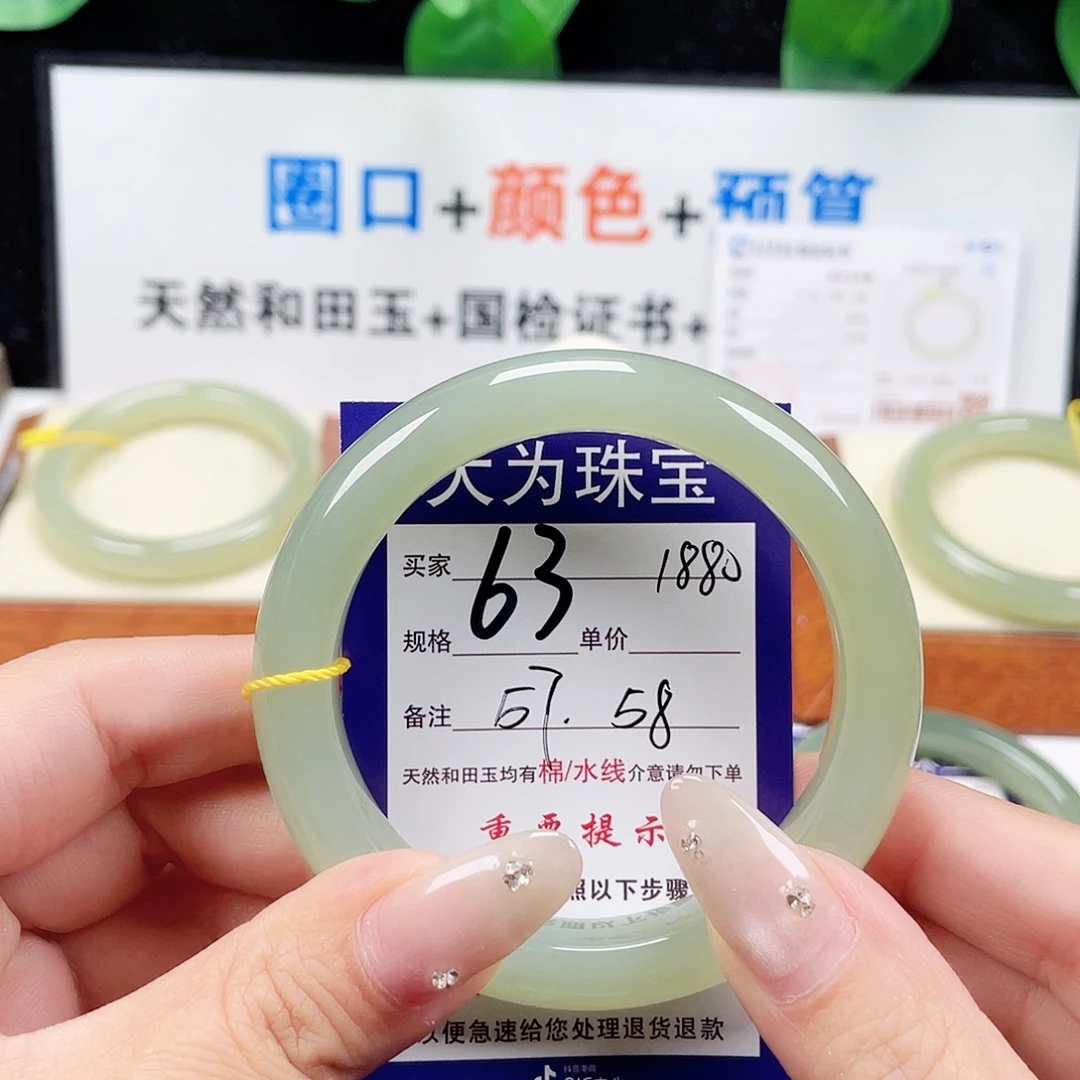 圈口+颜色+预算
天然和田玉+国检证书+
天为珠宝
买家 63 1880
规格 单价
备注 57. 58
天然和田玉均有棉/水线介意请勿下单
重要提示
照以下步骤
以便急速给您处理退货退款